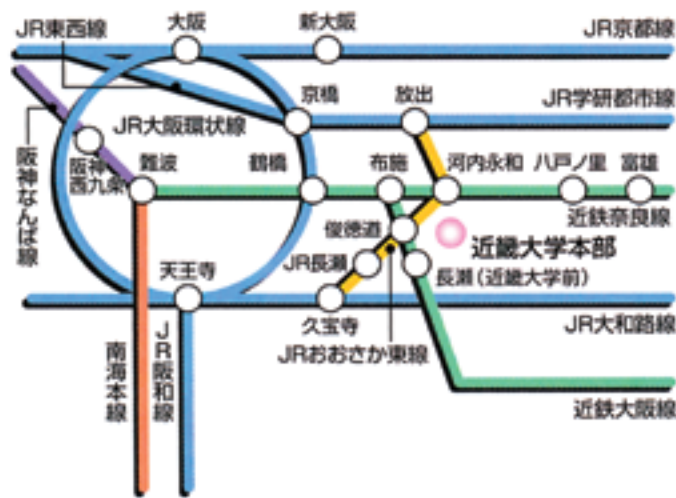 JR東西線
大阪
新大阪
JR京都線
京橋
放出
JR学研都市線
JR大阪環状線
阪神なんば線
阪神
西九条
難波
鶴橋
布施
河内永和
八戸ノ里
富雄
近鉄奈良線
俊徳道
近畿大学本部
JR長瀬
長瀬(近畿大学前)
天王寺
久宝寺
JR大和路線
JRおおさか東線
南海本線
JR阪和線
近鉄大阪線